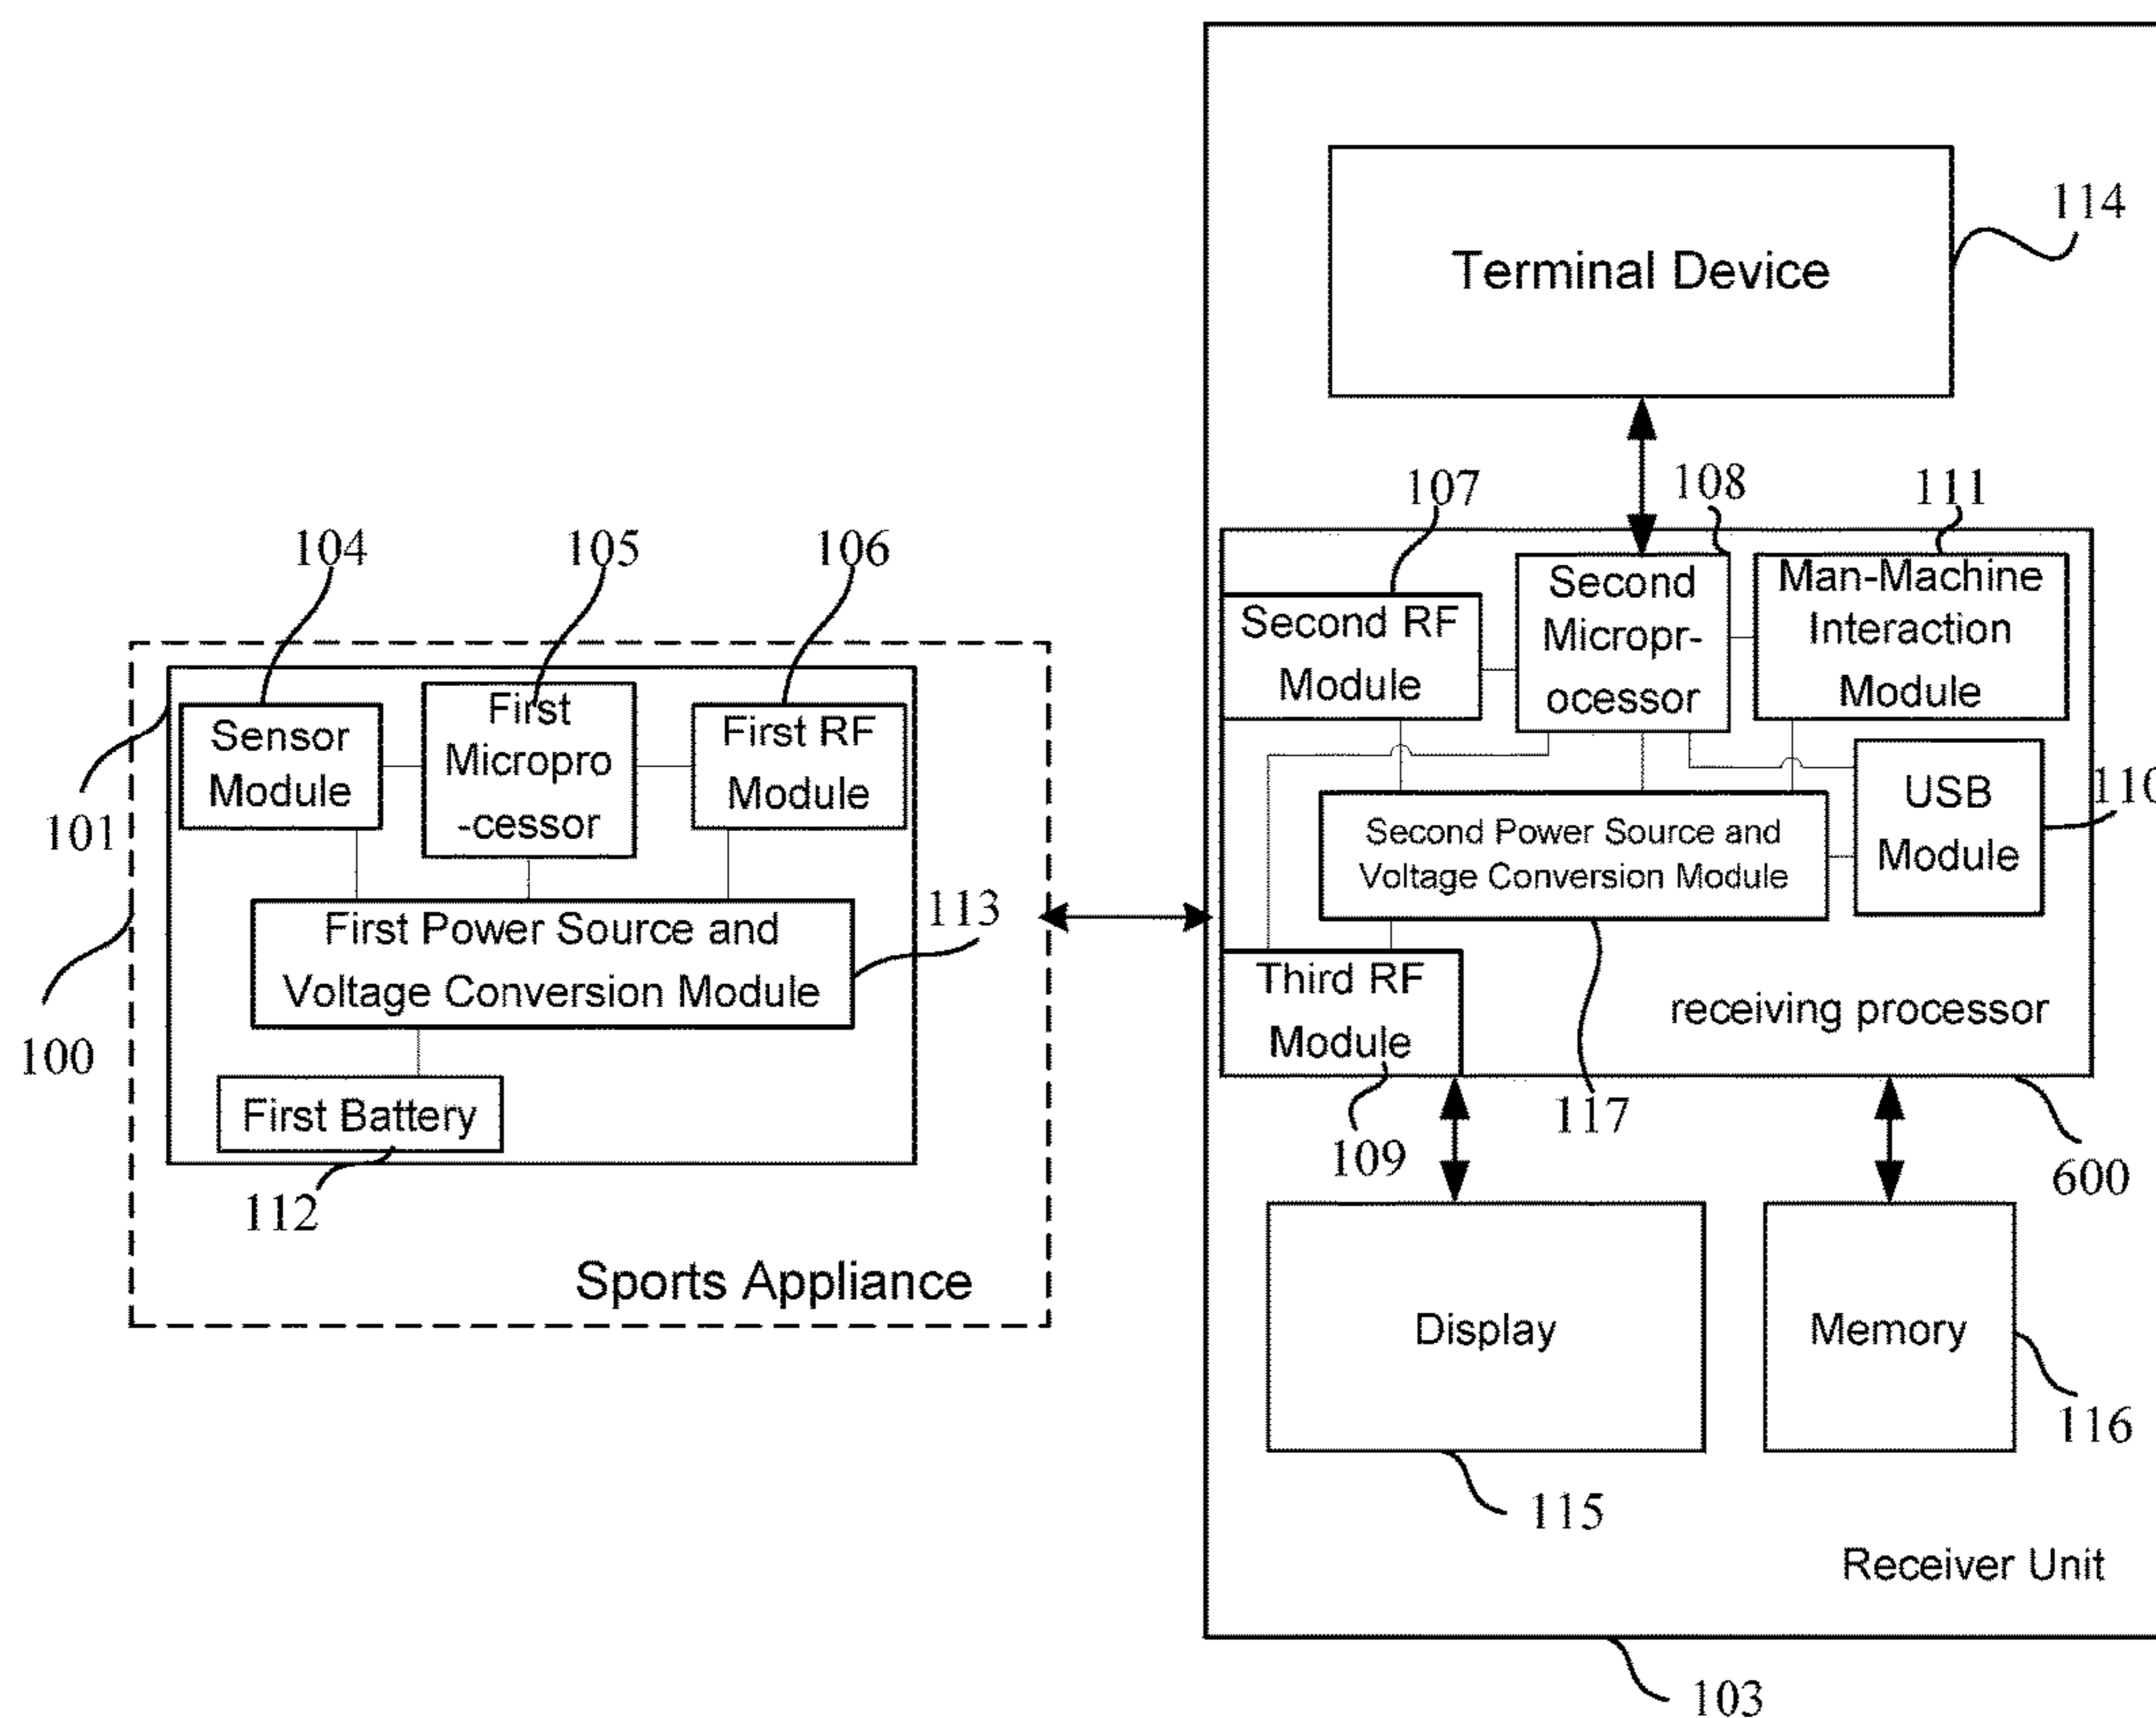 Terminal Device
114
107
108
111
Second RF
Module
Second
Micropr-
ocessor
Man-Machine
Interaction
Module
104
105
106
Sensor
Module
First
Micropro
-cessor
First RF
Module
101
100
First Power Source and
Voltage Conversion Module
113
First Battery
112
Sports Appliance
Second Power Source and
Voltage Conversion Module
USB
Module
110
Third RF
Module
receiving processor
109
117
600
Display
Memory
116
115
Receiver Unit
103